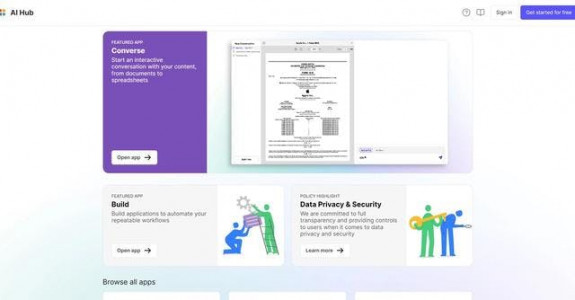 AI Hub
Sign in
Get started for free
FEATURED APP
Converse
Start an interactive
conversation with your content,
from documents to
spreadsheets
Open app
FEATURED APP
Build
Build applications to automate your
repeatable workflows
Open app
POLICY HIGHLIGHT
Data Privacy & Security
We are committed to full
transparency and providing controls
to users when it comes to data
privacy and security
Learn more
Browse all apps